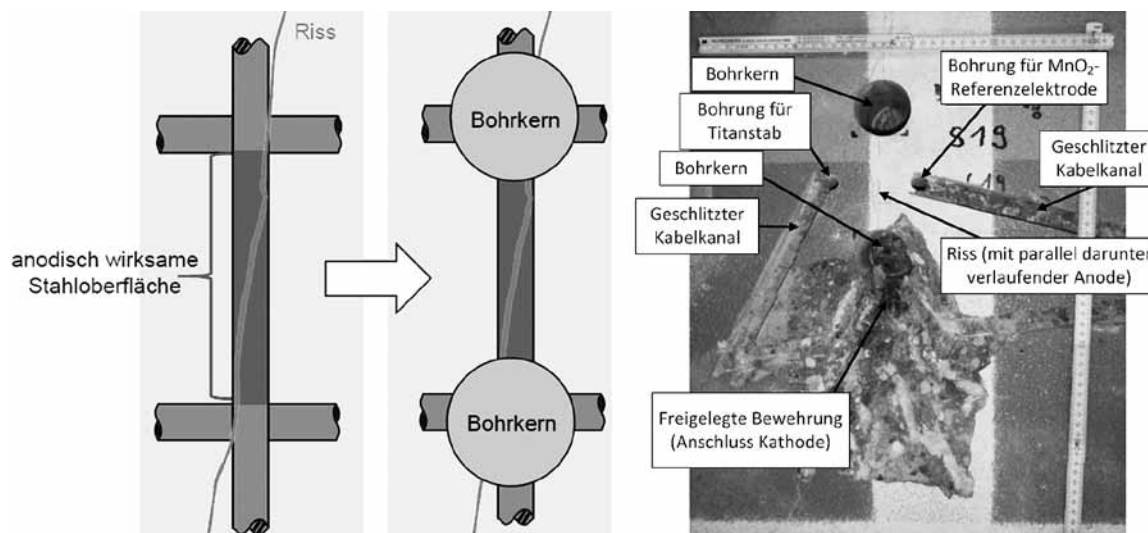 Riss
anodisch wirksame
Stahloberfläche
Bohrkern
Bohrkern
Bohrkern
Bohrung für
Titanstab
Bohrkern
Geschlitzter
Kabelkanal
Bohrung für MnO₂-
Referenzelektrode
S19
Geschlitzter
Kabelkanal
Riss (mit parallel darunter
verlaufender Anode)
Freigelegte Bewehrung
(Anschluss Kathode)